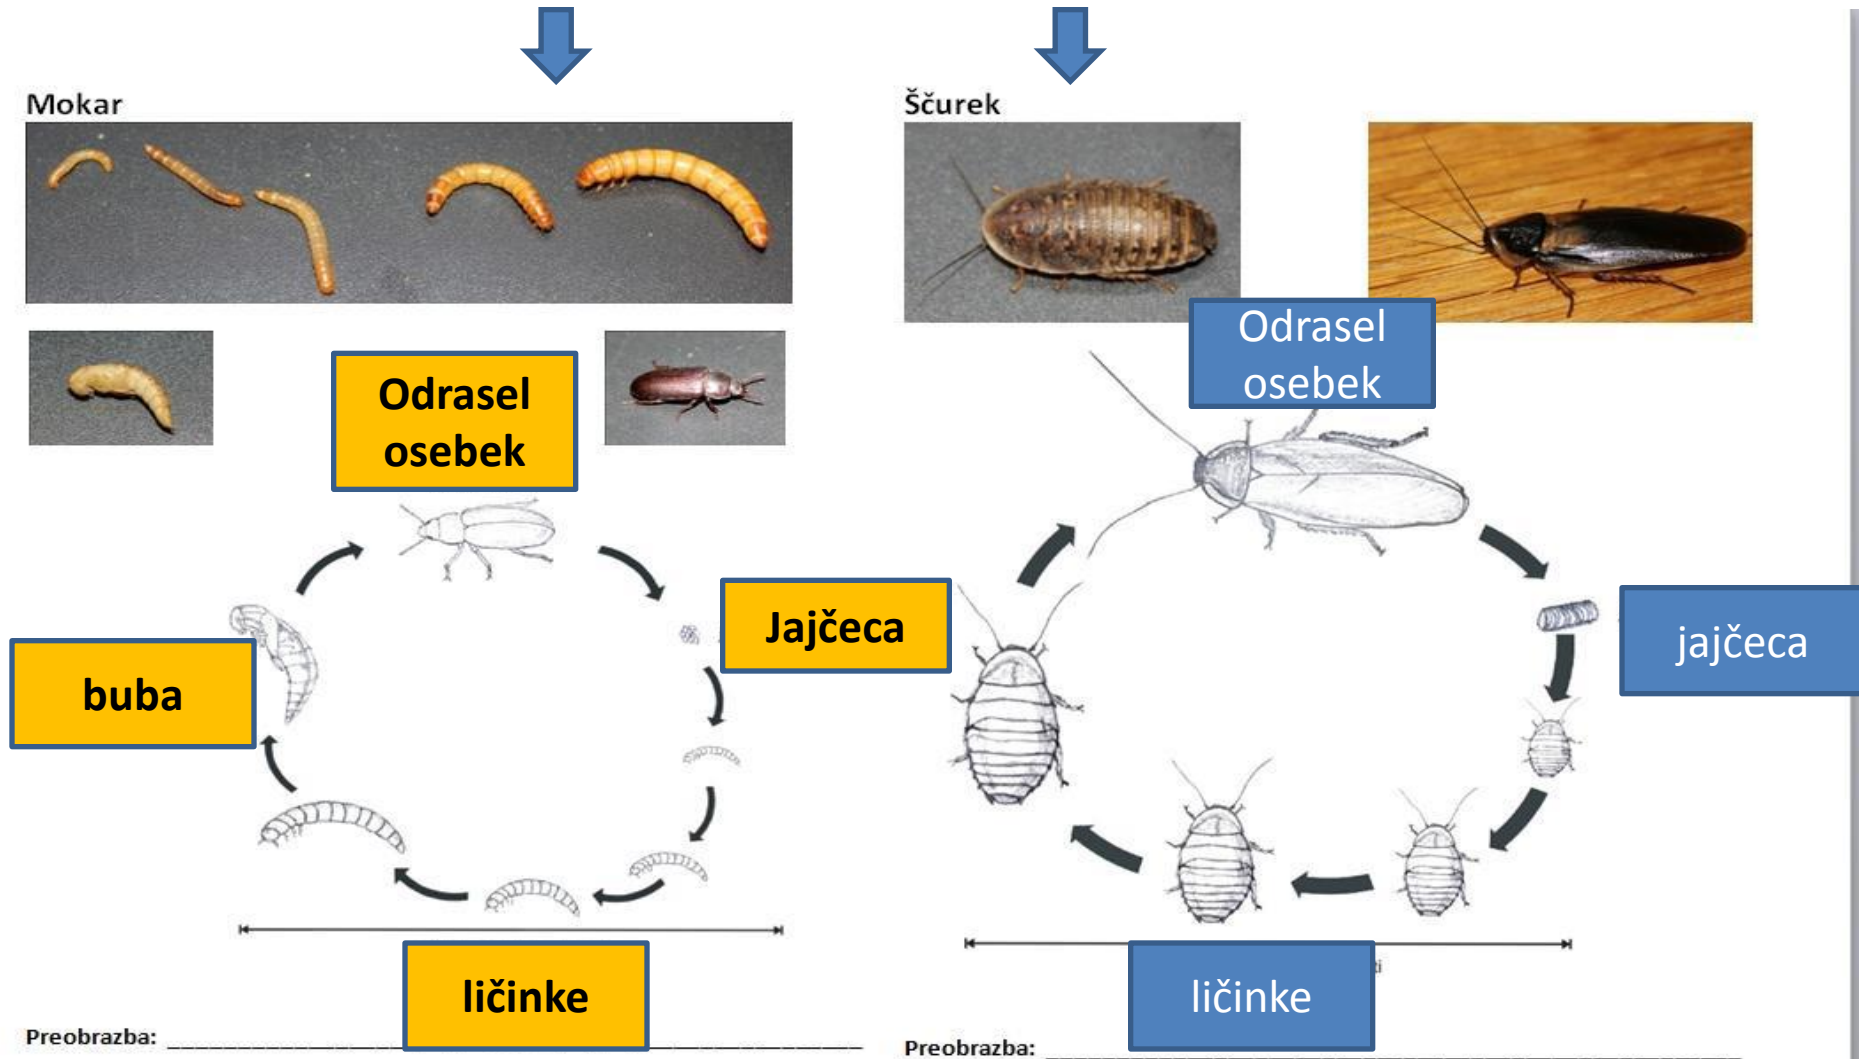 Mokar
Odrasel
osebek
Jajčeca
buba
ličinke
Preobrazba:
Ščurek
Odrasel
osebek
jajčeca
ličinke
Preobrazba: